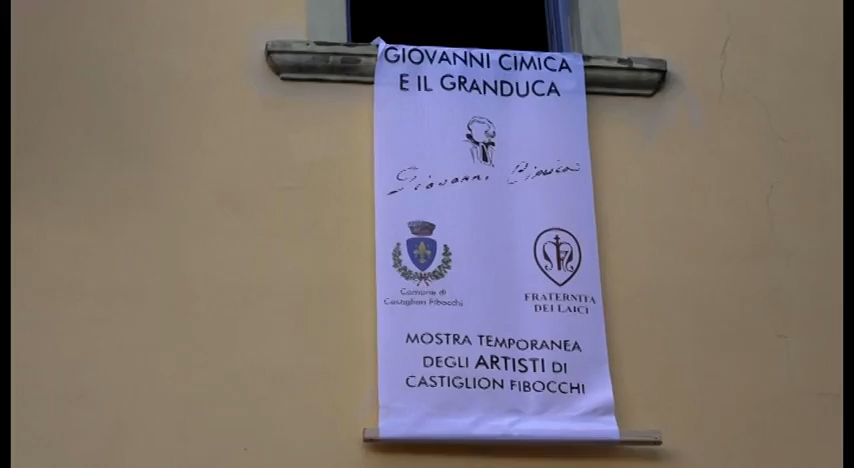 GIOVANNI CIMICA
E IL GRANDUCA
Giovanni Cimica
Comune di
Castiglion Fibocchi
FRATERNITA
DEI LAICI
MOSTRA TEMPORANEA
DEGLI ARTISTI DI
CASTIGLION FIBOCCHI